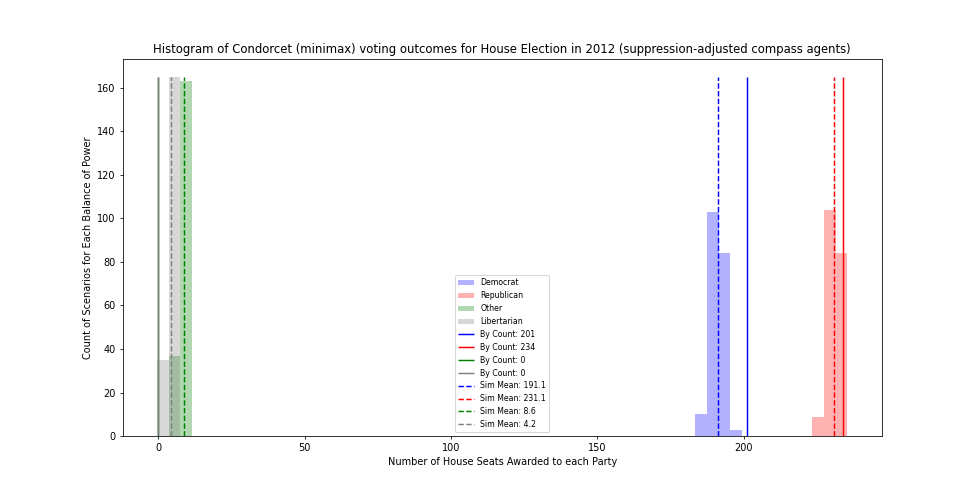 Histogram of Condorcet (minimax) voting outcomes for House Election in 2012 (suppression-adjusted compass agents)
Count of Scenarios for Each Balance of Power
160
140
120
100
80
60
40
20
0
Democrat
Republican
Other
Libertarian
By Count: 201
By Count: 234
By Count: 0
By Count: 0
Sim Mean: 191.1
Sim Mean: 231.1
Sim Mean: 8.6
Sim Mean: 4.2
0 50 100 150 200
Number of House Seats Awarded to each Party